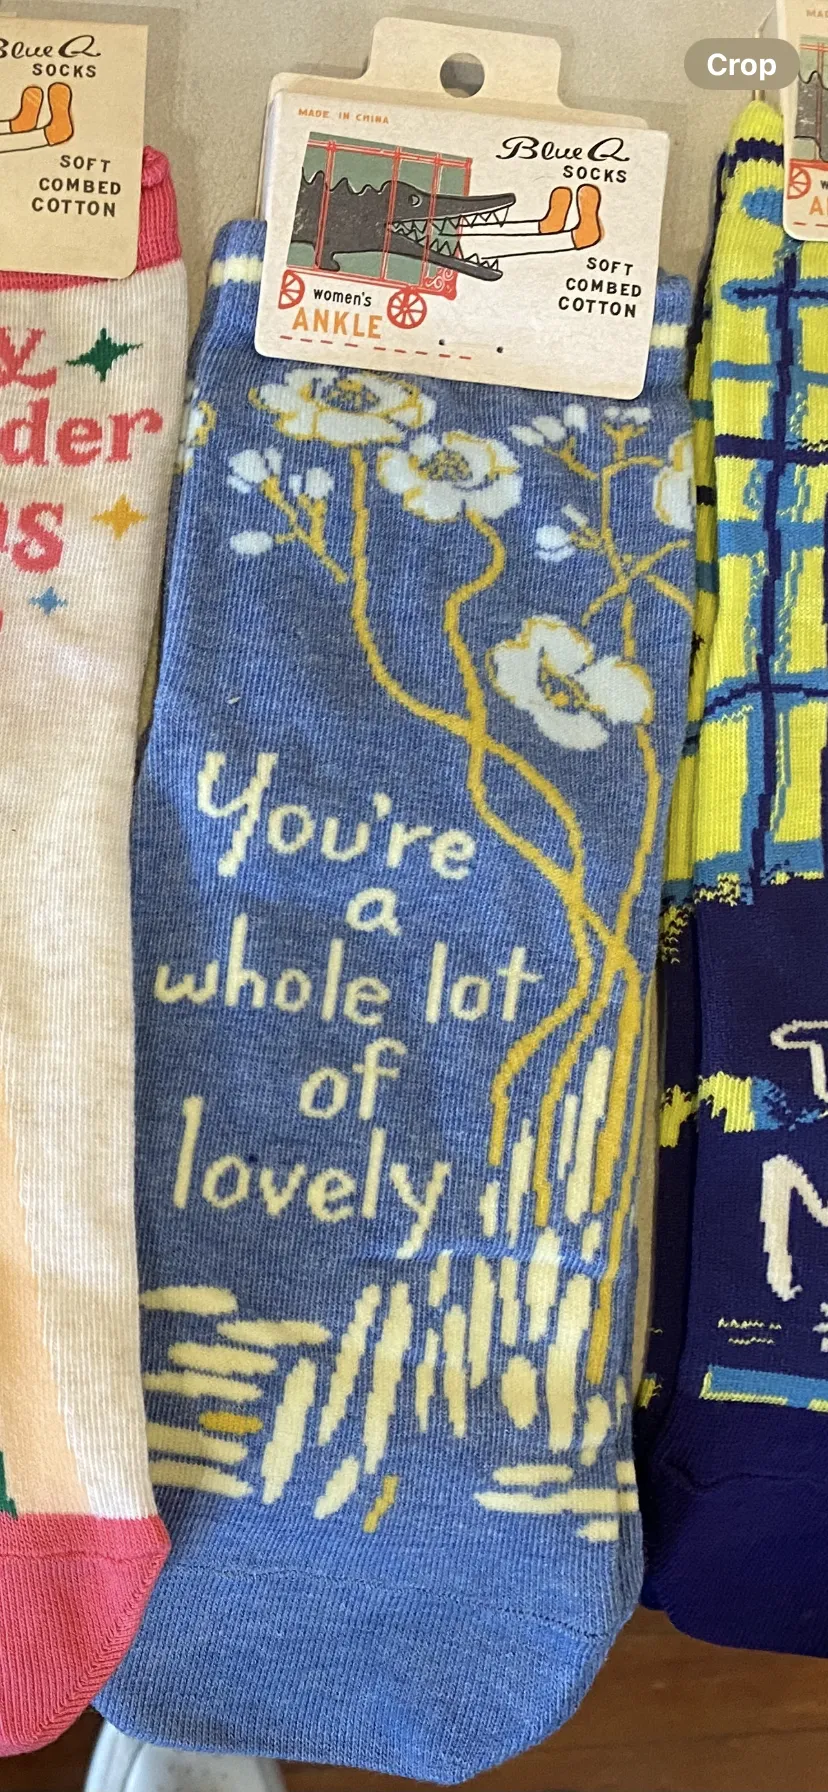 Blue Q
SOCKS
SOFT
COMBED
COTTON
der
MADE IN CHINA
Blue Q
SOCKS
SOFT
COMBED
COTTON
women's
ANKLE
You're
a
whole lot
of
lovely
Crop